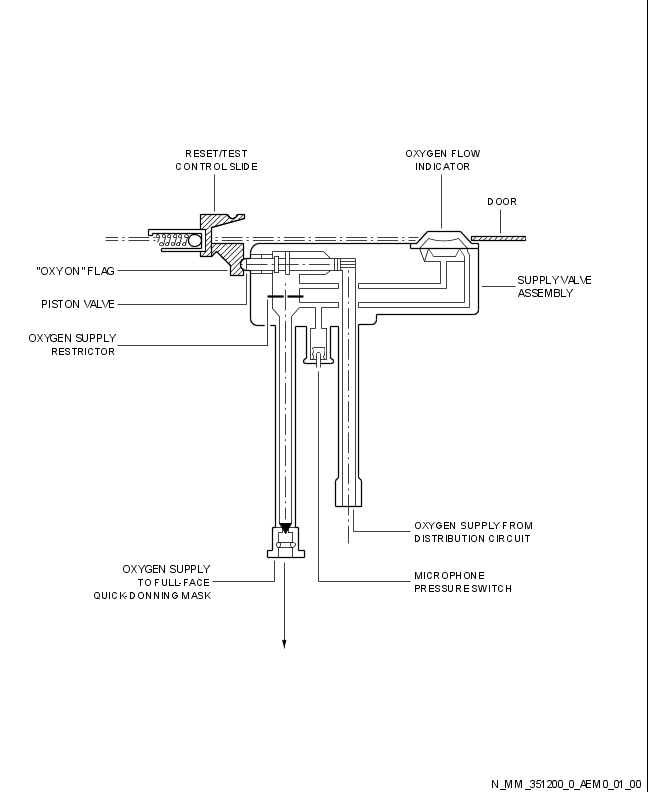 RESET/TEST
CONTROL SLIDE
OXYGEN FLOW
INDICATOR
DOOR
"OXY ON" FLAG
PISTON VALVE
OXYGEN SUPPLY
RESTRICTOR
SUPPLY VALVE
ASSEMBLY
OXYGEN SUPPLY FROM
DISTRIBUTION CIRCUIT
OXYGEN SUPPLY
TO FULL-FACE
QUICK-DONNING MASK
MICROPHONE
PRESSURE SWITCH
N_MM_351200_0_AEM0_01_00